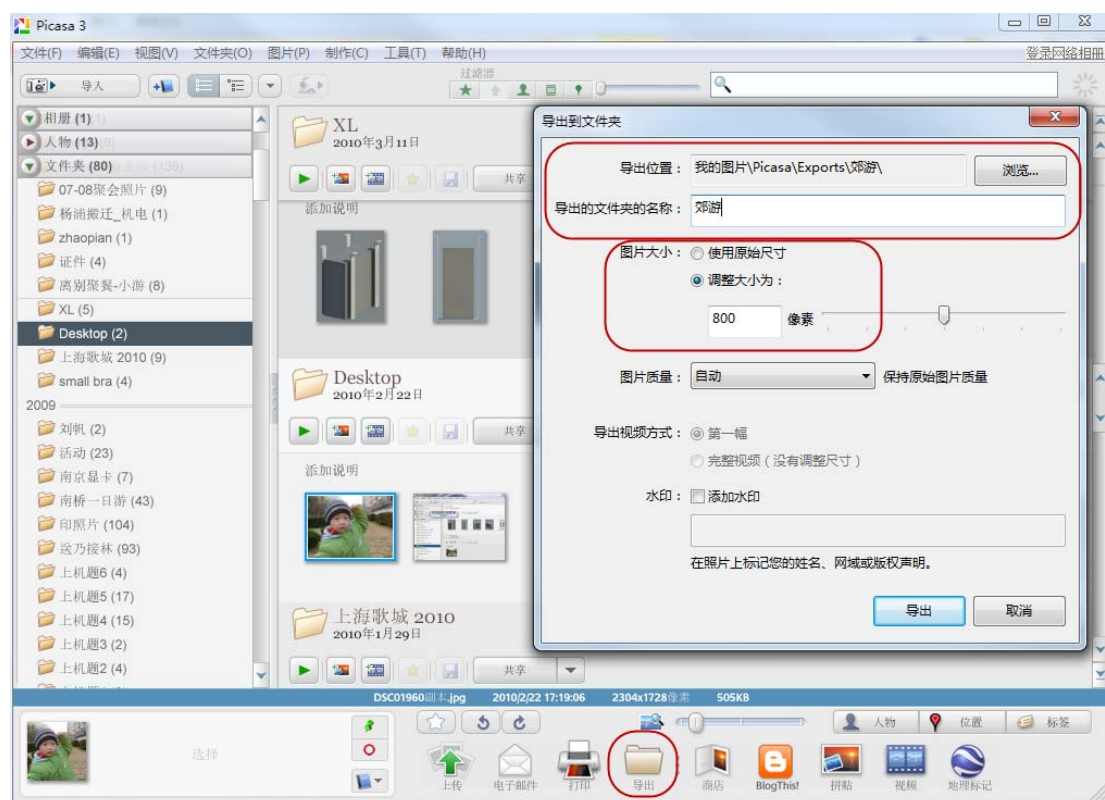 Picasa 3
文件(F) 编辑(E) 视图(V) 文件夹(O) 图片(P) 制作(C) 工具(T) 帮助(H) 登录网络相册
导入
过滤器
相册 (1)
人物 (13)
文件夹 (80)
07-08聚会照片 (9)
杨浦搬迁_机电 (1)
zhaopian (1)
证件 (4)
离别聚餐-小游 (8)
XL (5)
Desktop (2)
上海歌城 2010 (9)
small bra (4)
2009
刘帆 (2)
活动 (23)
南京显卡 (7)
南桥一日游 (43)
印照片 (104)
逸乃接林 (93)
上机题6 (4)
上机题5 (17)
上机题4 (15)
上机题3 (2)
上机题2 (4)
XL
2010年3月11日
共享
添加说明
Desktop
2010年2月22日
共享
添加说明
上海歌城 2010
2010年1月29日
共享
导出到文件夹
导出位置： 我的图片\Picasa\Exports\郊游\ 浏览...
导出的文件夹的名称： 郊游
图片大小： 使用原始尺寸
调整大小为：
800 像素
图片质量： 自动 保持原始图片质量
导出视频方式： 第一幅
完整视频（没有调整尺寸）
水印： 添加水印
在照片上标记您的姓名、网域或版权声明。
导出 取消
DSC01960副本.jpg 2010/2/22 17:19:06 2304x1728像素 505KB
选择
人物 位置 标签
上传 电子邮件 打印 导出 商店 BlogThis! 拼贴 视频 地理标记